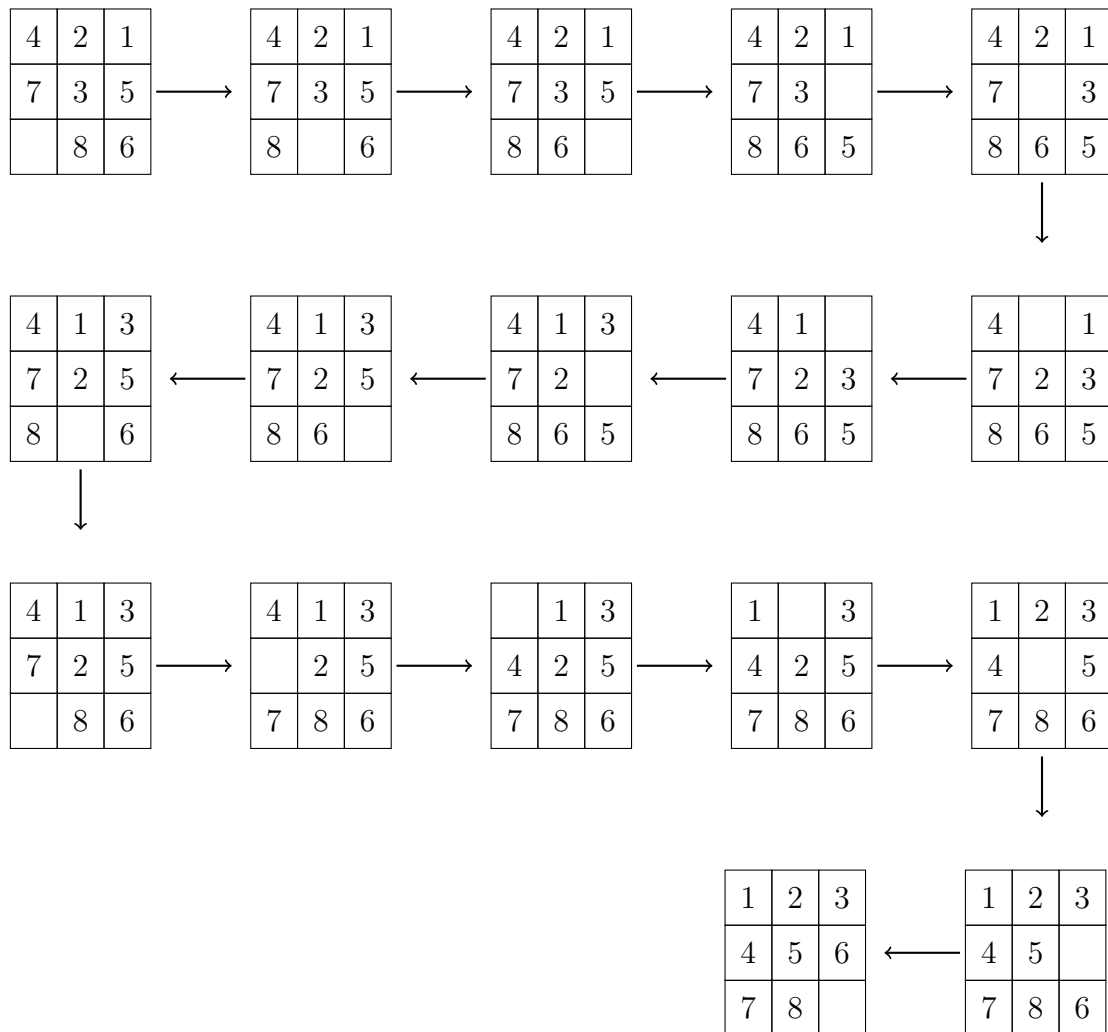 4 2 1 4 2 1 4 2 1 4 2 1 4 2 1
7 3 5 7 3 5 7 3 5 7 3 7 3
8 6 8 6 8 6 8 6 5 8 6 5
4 1 3 4 1 3 4 1 3 4 1 4 1
7 2 5 7 2 5 7 2 7 2 3 7 2 3
8 6 8 6 8 6 5 8 6 5 8 6 5
4 1 3 4 1 3 1 3 1 3 1 2 3
7 2 5 2 5 4 2 5 4 2 5 4 5
8 6 7 8 6 7 8 6 7 8 6 7 8 6
1 2 3 1 2 3
4 5 6 4 5
7 8 7 8 6